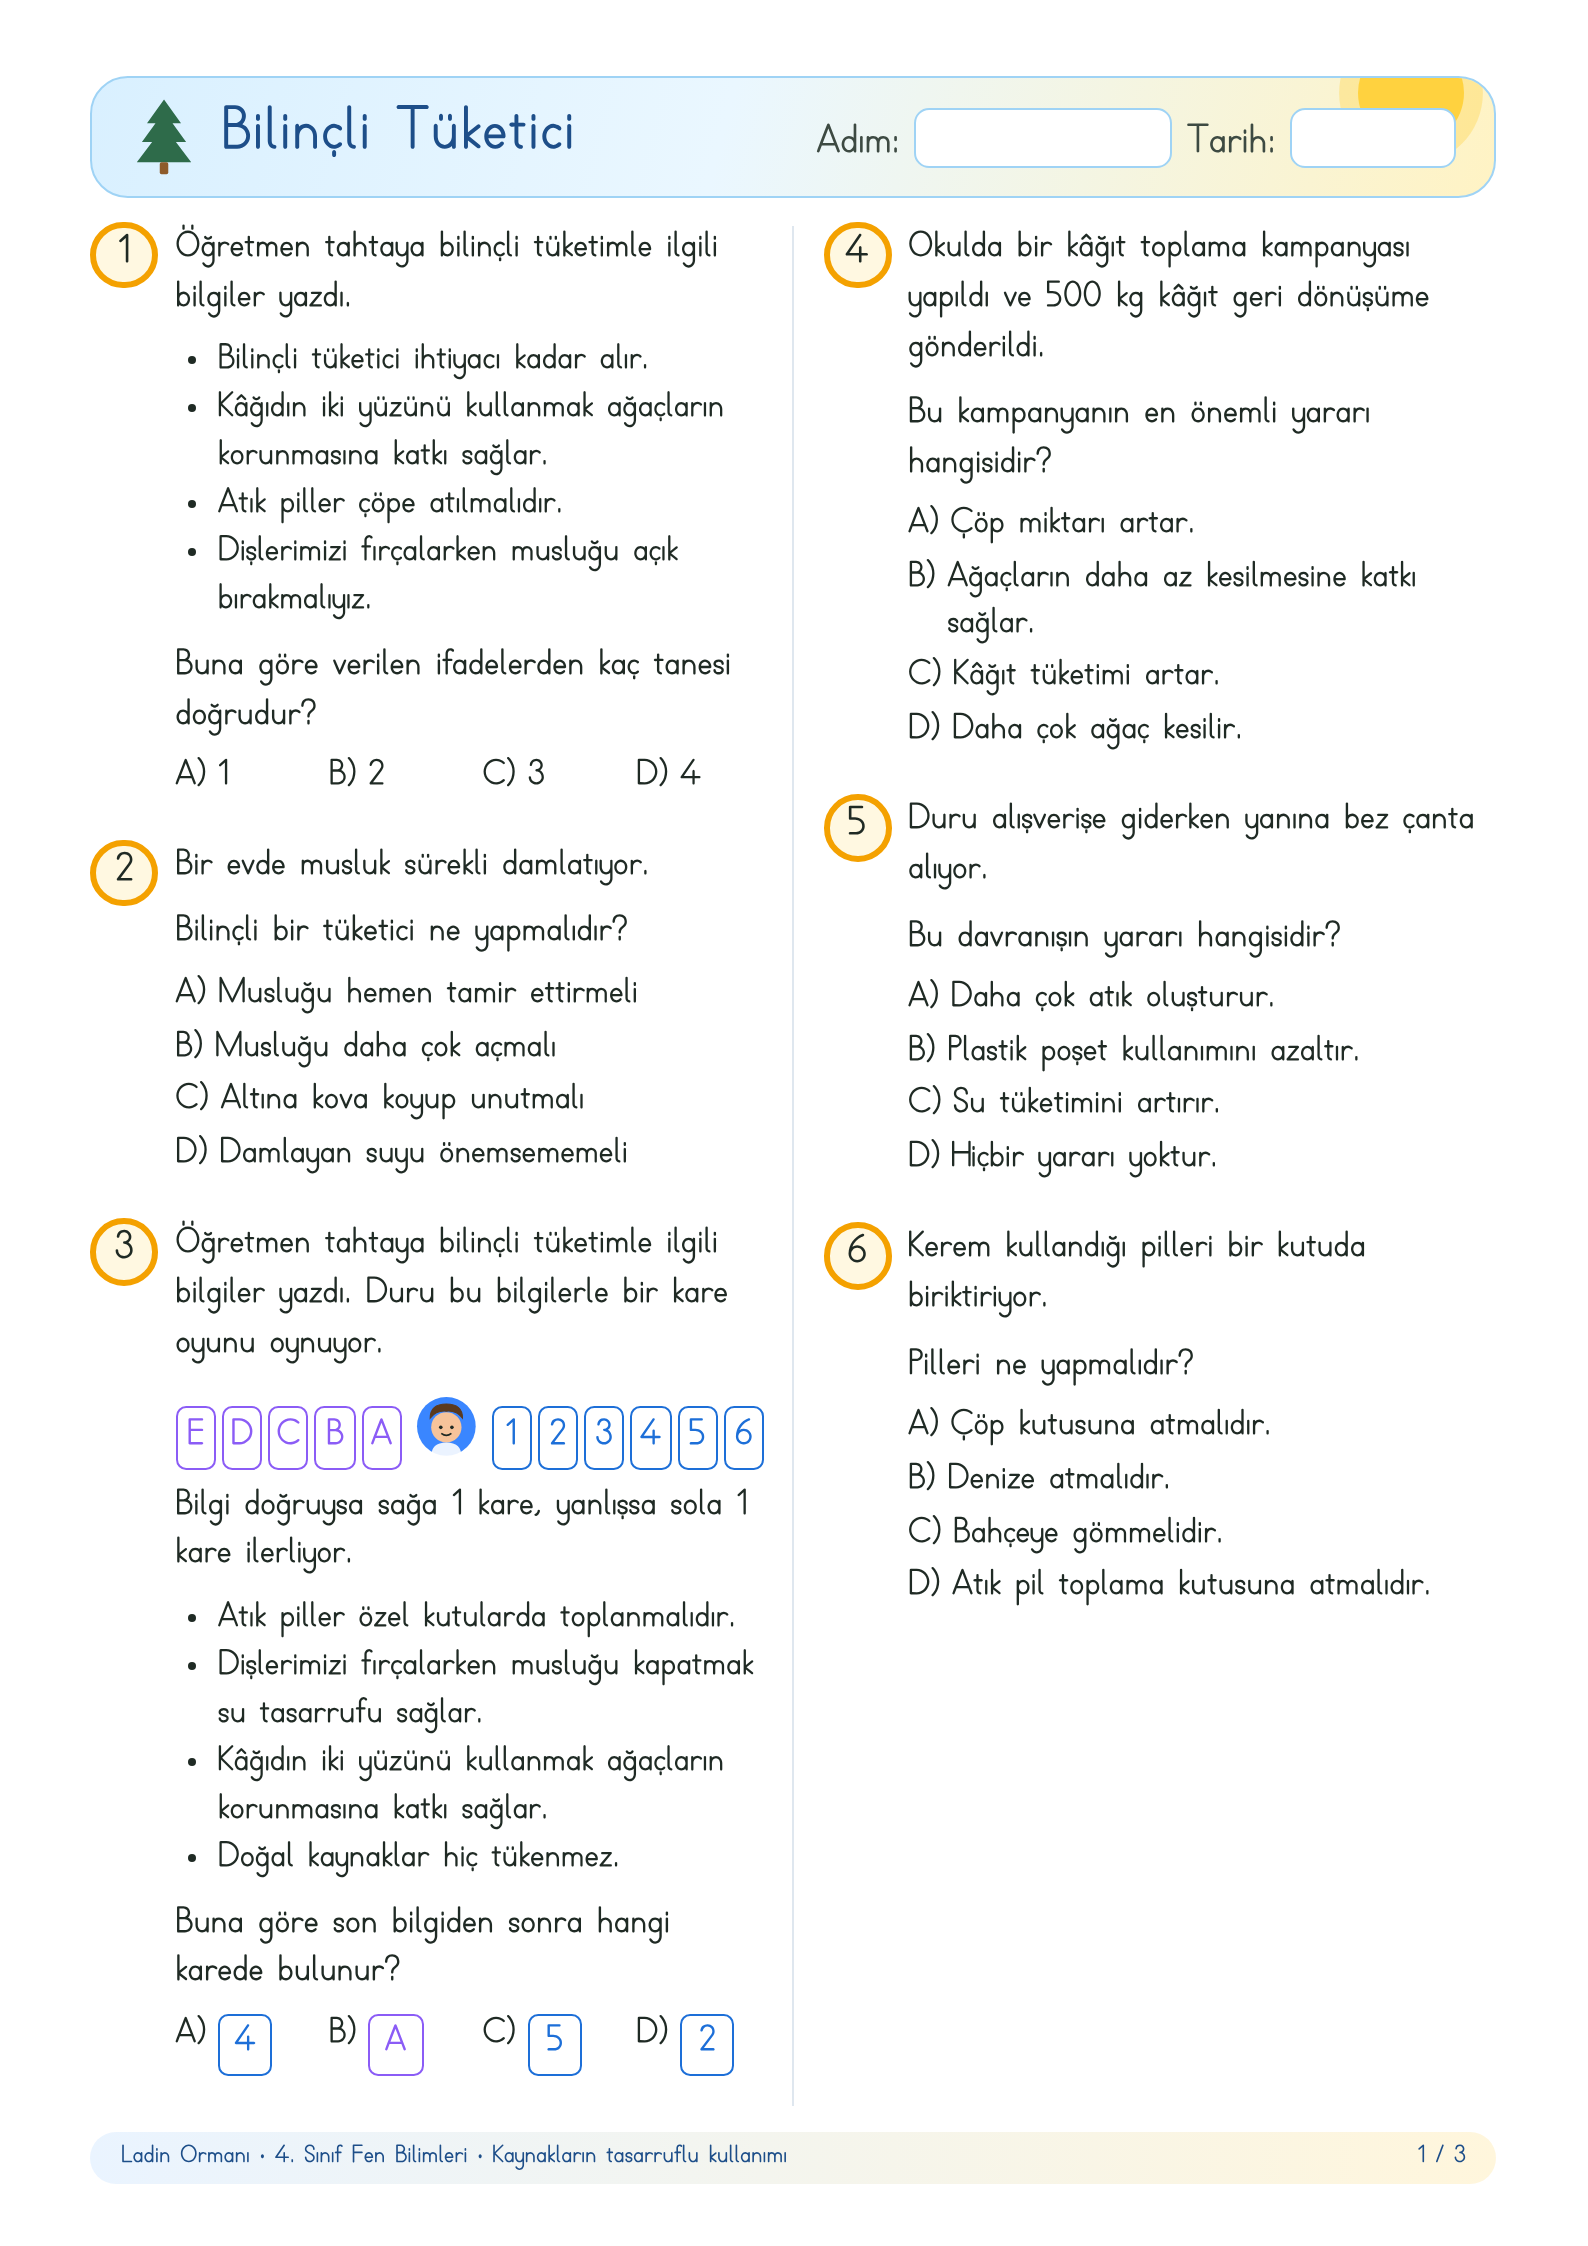 Bilinçli Tüketici
Adım:
Tarih:
1
Öğretmen tahtaya bilinçli tüketimle ilgili
bilgiler yazdı.
• Bilinçli tüketici ihtiyacı kadar alır.
• Kâğıdın iki yüzünü kullanmak ağaçların
korunmasına katkı sağlar.
• Atık piller çöpe atılmalıdır.
• Dişlerimizi fırçalarken musluğu açık
bırakmalıyız.
Buna göre verilen ifadelerden kaç tanesi
doğrudur?
A) 1 B) 2 C) 3 D) 4
2
Bir evde musluk sürekli damlatıyor.
Bilinçli bir tüketici ne yapmalıdır?
A) Musluğu hemen tamir ettirmeli
B) Musluğu daha çok açmalı
C) Altına kova koyup unutmalı
D) Damlayan suyu önemsememeli
3
Öğretmen tahtaya bilinçli tüketimle ilgili
bilgiler yazdı. Duru bu bilgilerle bir kare
oyunu oynuyor.
E D C B A 1 2 3 4 5 6
Bilgi doğruysa sağa 1 kare, yanlışsa sola 1
kare ilerliyor.
• Atık piller özel kutularda toplanmalıdır.
• Dişlerimizi fırçalarken musluğu kapatmak
su tasarrufu sağlar.
• Kâğıdın iki yüzünü kullanmak ağaçların
korunmasına katkı sağlar.
• Doğal kaynaklar hiç tükenmez.
Buna göre son bilgiden sonra hangi
karede bulunur?
A) 4 B) A C) 5 D) 2
4
Okulda bir kâğıt toplama kampanyası
yapıldı ve 500 kg kâğıt geri dönüşüme
gönderildi.
Bu kampanyanın en önemli yararı
hangisidir?
A) Çöp miktarı artar.
B) Ağaçların daha az kesilmesine katkı
sağlar.
C) Kâğıt tüketimi artar.
D) Daha çok ağaç kesilir.
5
Duru alışverişe giderken yanına bez çanta
alıyor.
Bu davranışın yararı hangisidir?
A) Daha çok atık oluşturur.
B) Plastik poşet kullanımını azaltır.
C) Su tüketimini artırır.
D) Hiçbir yararı yoktur.
6
Kerem kullandığı pilleri bir kutuda
biriktiriyor.
Pilleri ne yapmalıdır?
A) Çöp kutusuna atmalıdır.
B) Denize atmalıdır.
C) Bahçeye gömmelidir.
D) Atık pil toplama kutusuna atmalıdır.
Ladin Ormanı • 4. Sınıf Fen Bilimleri • Kaynakların tasarruflu kullanımı
1 / 3